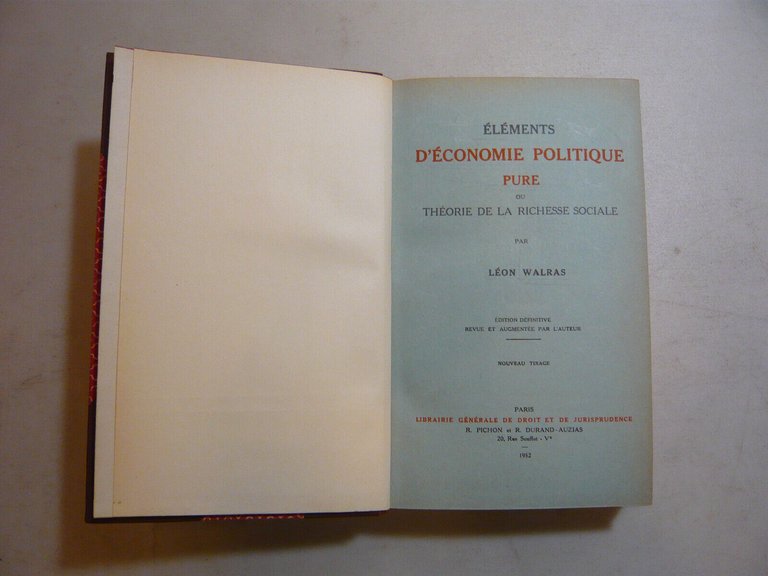 ÉLÉMENTS
D'ÉCONOMIE POLITIQUE
PURE
OU
THÉORIE DE LA RICHESSE SOCIALE
PAR
LÉON WALRAS
ÉDITION DÉFINITIVE
REVUE ET AUGMENTÉE PAR L'AUTEUR
NOUVEAU TIRAGE
PARIS
LIBRAIRIE GÉNÉRALE DE DROIT ET DE JURISPRUDENCE
R. PICHON et R. DURAND-AUZIAS
20, Rue Soufflot - Vᵉ
1952